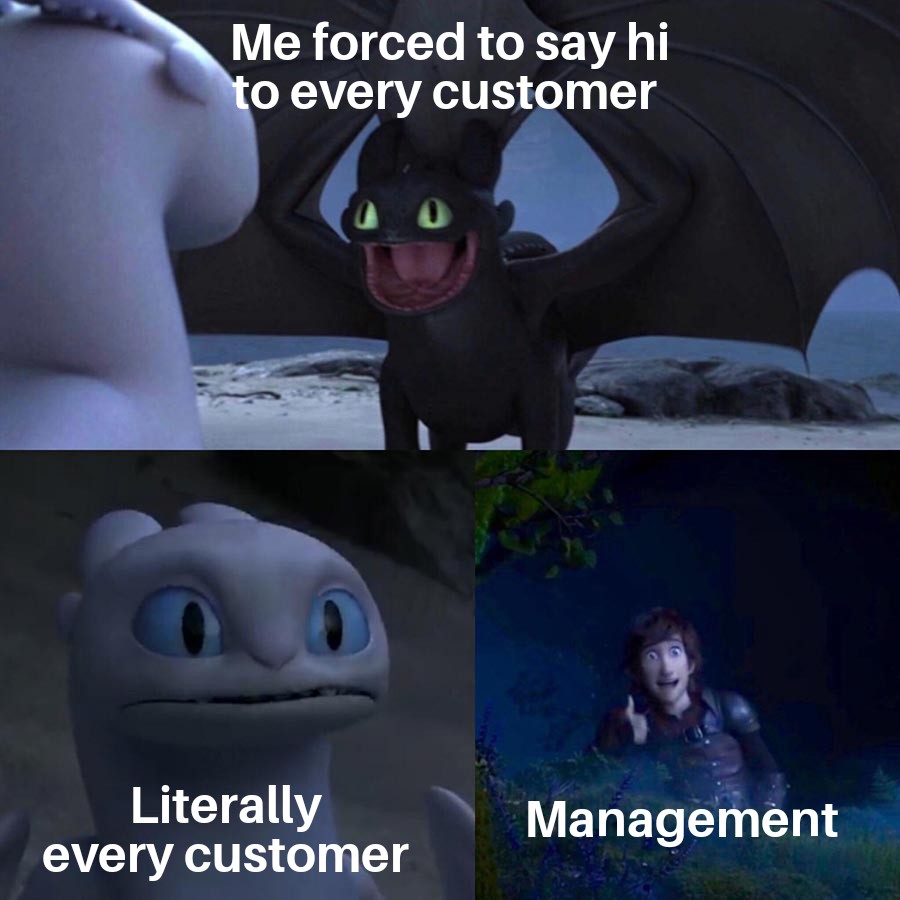 Me forced to say hi
to every customer
Literally
every customer
Management